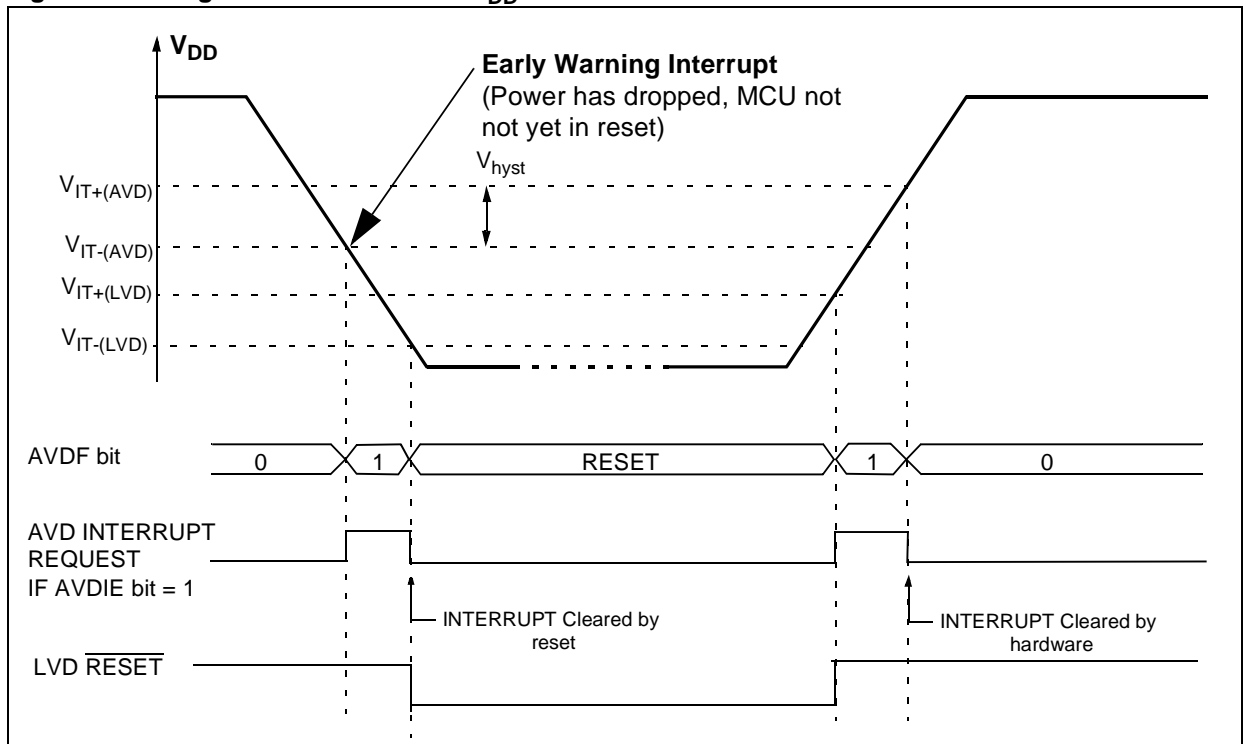 DD
VDD
Early Warning Interrupt
(Power has dropped, MCU not
not yet in reset)
Vhyst
VIT+(AVD)
VIT-(AVD)
VIT+(LVD)
VIT-(LVD)
AVDF bit
0
1
RESET
1
0
AVD INTERRUPT
REQUEST
IF AVDIE bit = 1
INTERRUPT Cleared by
reset
INTERRUPT Cleared by
hardware
LVD RESET